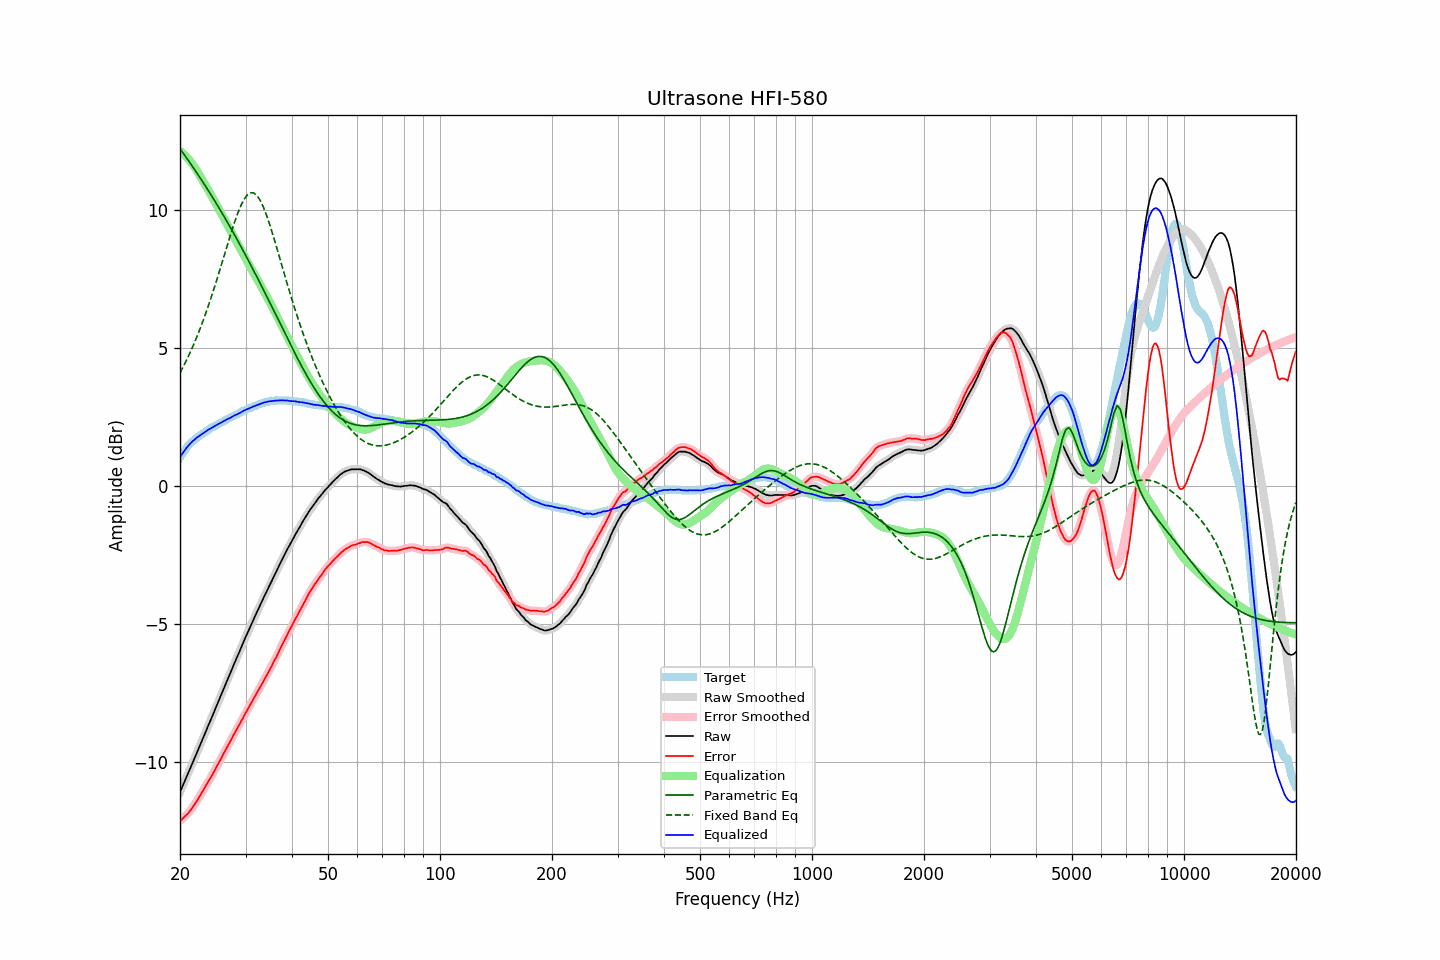 Ultrasone HFI-580
Amplitude (dBr)
10
5
0
−5
−10
20
50
100
200
500
1000
2000
5000
10000
20000
Frequency (Hz)
Target
Raw Smoothed
Error Smoothed
Raw
Error
Equalization
Parametric Eq
Fixed Band Eq
Equalized